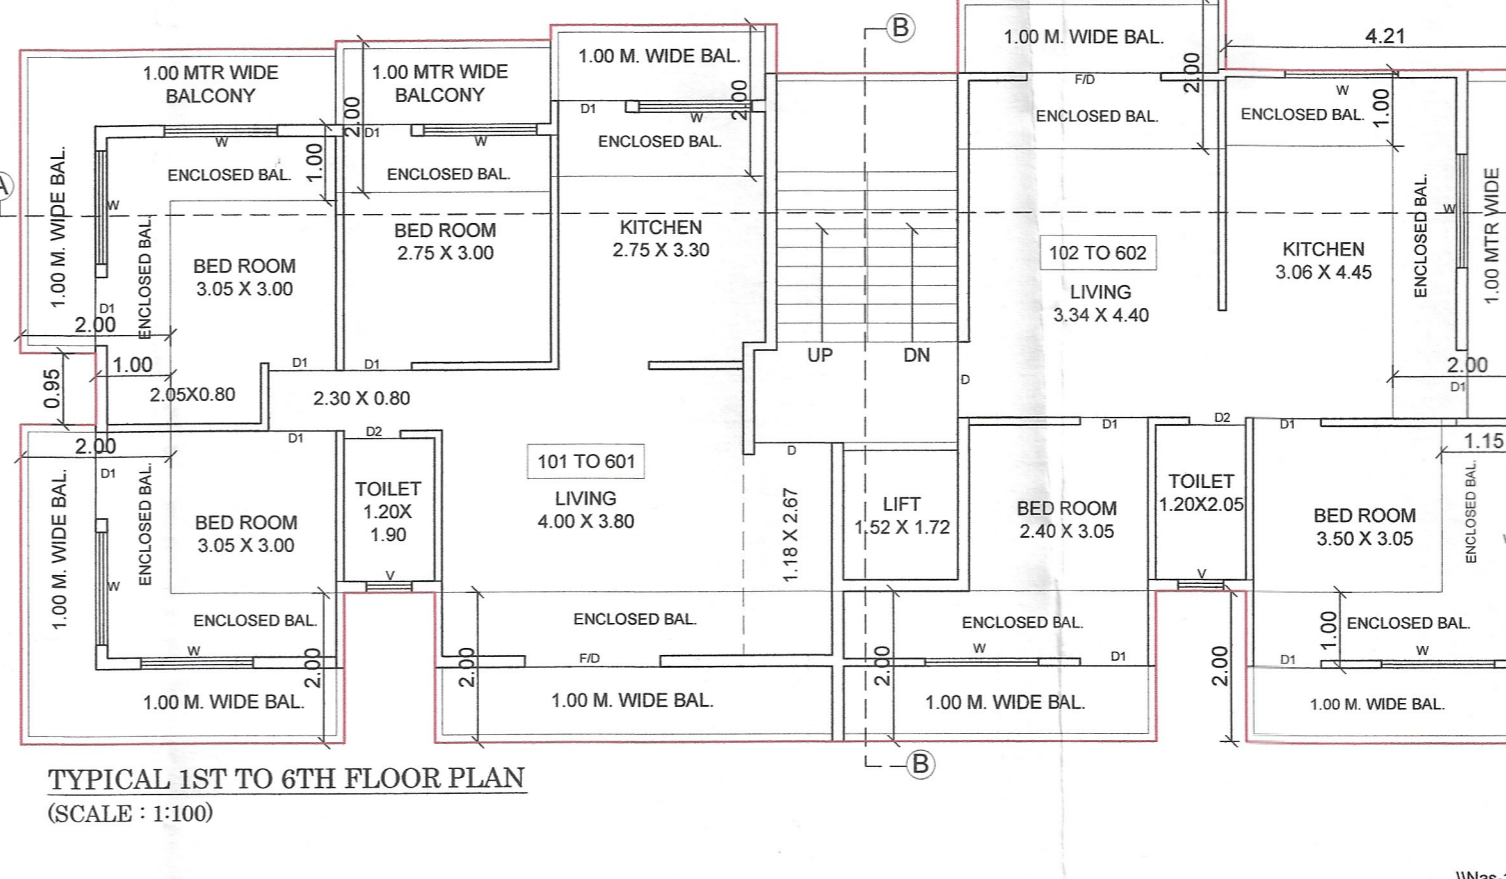 B
1.00 M. WIDE BAL.
4.21
1.00 M. WIDE BAL.
1.00 MTR WIDE
BALCONY
1.00 MTR WIDE
BALCONY
2.00
2.00
2.00
F/D
W
D1
W
D1
W
W
1.00
1.00
ENCLOSED BAL.
ENCLOSED BAL.
ENCLOSED BAL.
ENCLOSED BAL.
ENCLOSED BAL.
A
1.00 M. WIDE BAL.
W
ENCLOSED BAL.
BED ROOM
3.05 X 3.00
BED ROOM
2.75 X 3.00
KITCHEN
2.75 X 3.30
102 TO 602
LIVING
3.34 X 4.40
KITCHEN
3.06 X 4.45
ENCLOSED BAL.
W
1.00 MTR WIDE
D1
2.00
1.00
0.95
2.05X0.80
D1
D1
2.30 X 0.80
UP
DN
D
2.00
D1
2.00
D1
D1
D2
D
D1
D2
D1
1.15
1.00 M. WIDE BAL.
ENCLOSED BAL.
W
BED ROOM
3.05 X 3.00
TOILET
1.20X
1.90
V
101 TO 601
LIVING
4.00 X 3.80
1.18 X 2.67
LIFT
1.52 X 1.72
BED ROOM
2.40 X 3.05
TOILET
1.20X2.05
V
BED ROOM
3.50 X 3.05
ENCLOSED BAL.
ENCLOSED BAL.
ENCLOSED BAL.
ENCLOSED BAL.
ENCLOSED BAL.
W
2.00
2.00
F/D
2.00
W
D1
2.00
1.00
D1
W
1.00 M. WIDE BAL.
1.00 M. WIDE BAL.
1.00 M. WIDE BAL.
1.00 M. WIDE BAL.
B
TYPICAL 1ST TO 6TH FLOOR PLAN
(SCALE : 1:100)